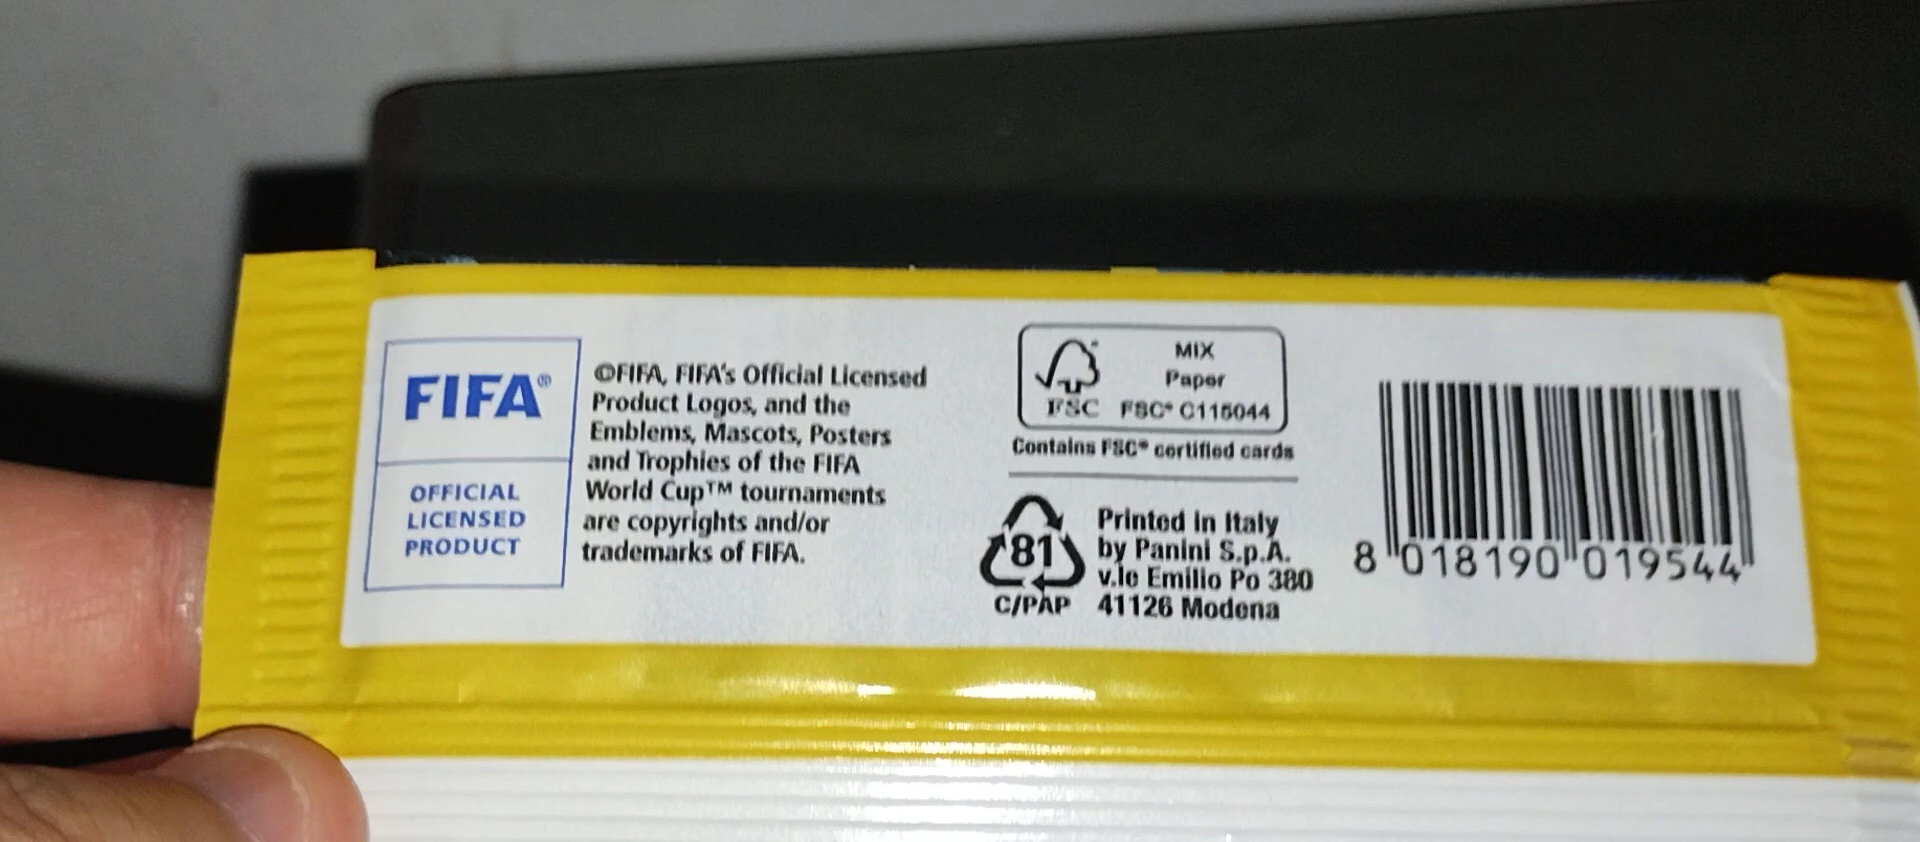 FIFA®
OFFICIAL
LICENSED
PRODUCT
©FIFA, FIFA's Official Licensed
Product Logos, and the
Emblems, Mascots, Posters
and Trophies of the FIFA
World Cup™ tournaments
are copyrights and/or
trademarks of FIFA.
MIX
Paper
FSC FSC® C115044
Contains FSC® certified cards
81
C/PAP
Printed in Italy
by Panini S.p.A.
v.le Emilio Po 380
41126 Modena
8 018190 019544